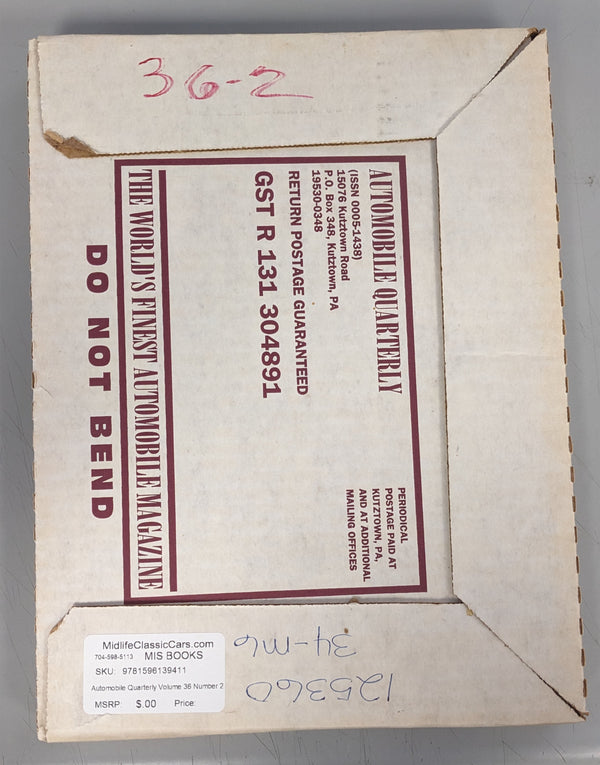 36-2
AUTOMOBILE QUARTERLY
(ISSN 0005-1438)
15076 Kutztown Road
P.O. Box 348, Kutztown, PA
19530-0348
RETURN POSTAGE GUARANTEED
GST R 131 304891
PERIODICAL
POSTAGE PAID AT
KUTZTOWN, PA,
AND AT ADDITIONAL
MAILING OFFICES
THE WORLD'S FINEST AUTOMOBILE MAGAZINE
DO NOT BEND
34-M6
125360
MidlifeClassicCars.com
704-598-5113 MIS BOOKS
SKU: 9781596139411
Automobile Quarterly Volume 36 Number 2
MSRP: $.00 Price: